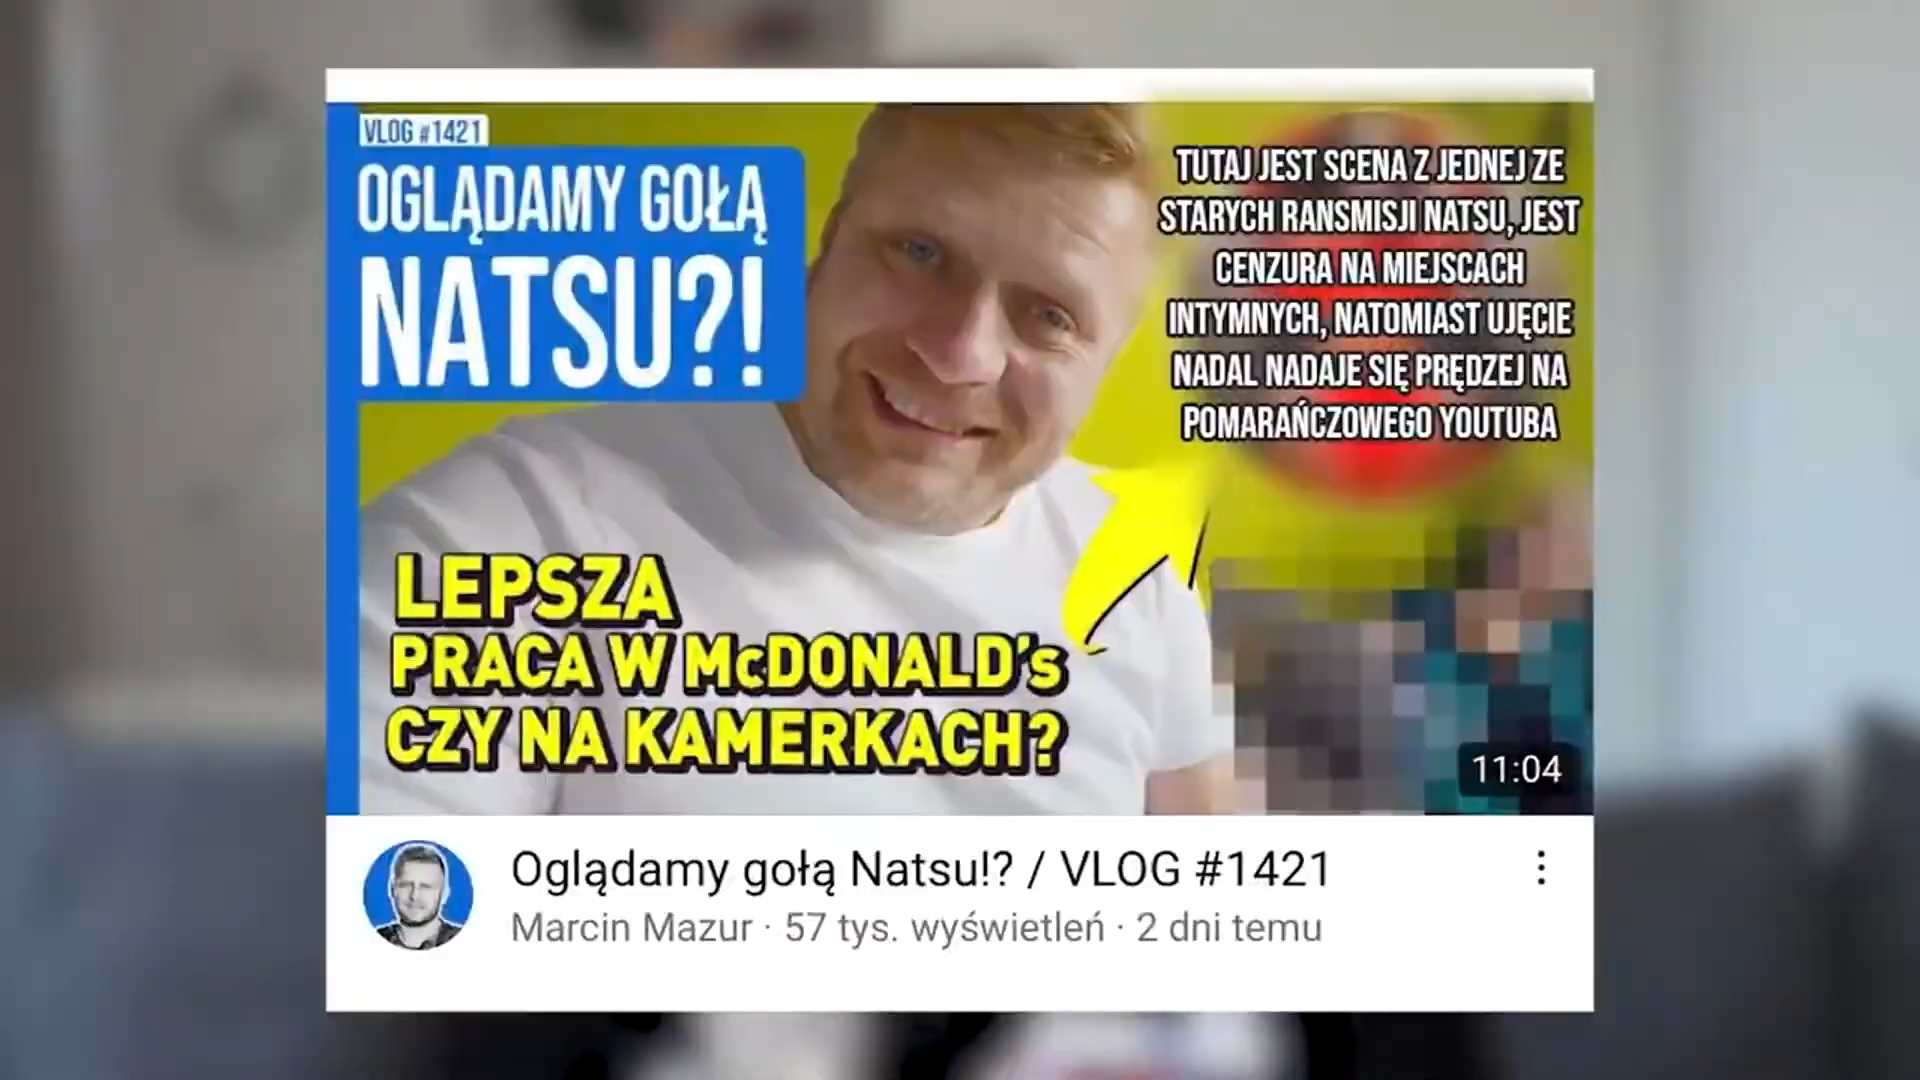 VLOG #1421
OGLĄDAMY GOŁĄ
NATSU?!
TUTAJ JEST SCENA Z JEDNEJ ZE
STARYCH RANSMISJI NATSU, JEST
CENZURA NA MIEJSCACH
INTYMNYCH, NATOMIAST UJĘCIE
NADAL NADAJE SIĘ PRĘDZEJ NA
POMARAŃCZOWEGO YOUTUBA
LEPSZA
PRACA W McDONALD's
CZY NA KAMERKACH?
11:04
Oglądamy gołą Natsu!? / VLOG #1421
Marcin Mazur · 57 tys. wyświetleń · 2 dni temu